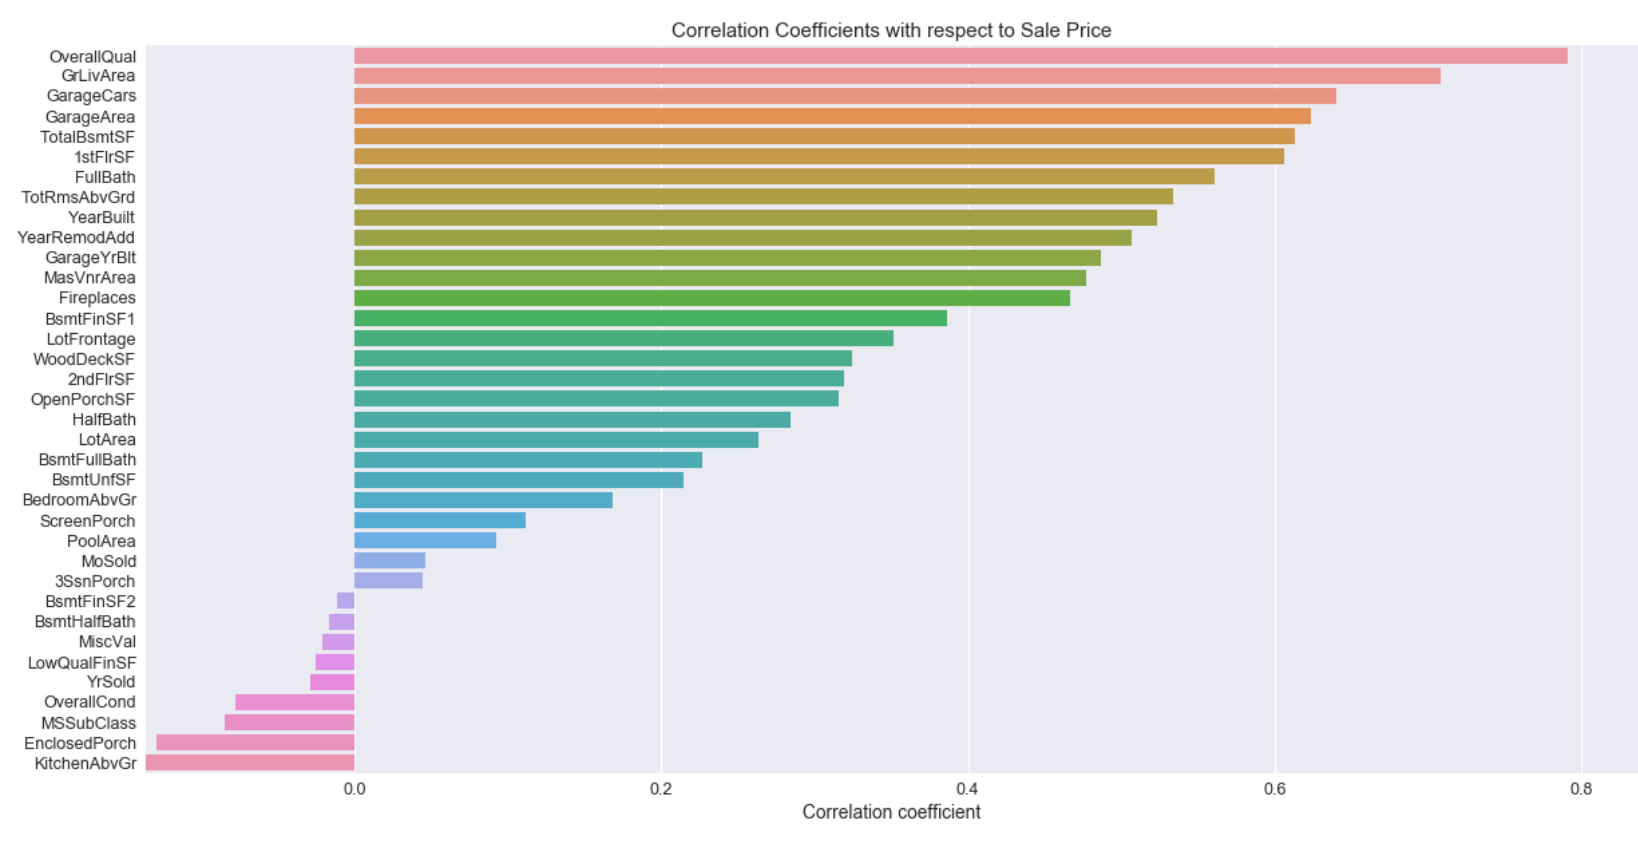 Correlation Coefficients with respect to Sale Price
OverallQual
GrLivArea
GarageCars
GarageArea
TotalBsmtSF
1stFlrSF
FullBath
TotRmsAbvGrd
YearBuilt
YearRemodAdd
GarageYrBlt
MasVnrArea
Fireplaces
BsmtFinSF1
LotFrontage
WoodDeckSF
2ndFlrSF
OpenPorchSF
HalfBath
LotArea
BsmtFullBath
BsmtUnfSF
BedroomAbvGr
ScreenPorch
PoolArea
MoSold
3SsnPorch
BsmtFinSF2
BsmtHalfBath
MiscVal
LowQualFinSF
YrSold
OverallCond
MSSubClass
EnclosedPorch
KitchenAbvGr
0.0 0.2 0.4 0.6 0.8
Correlation coefficient